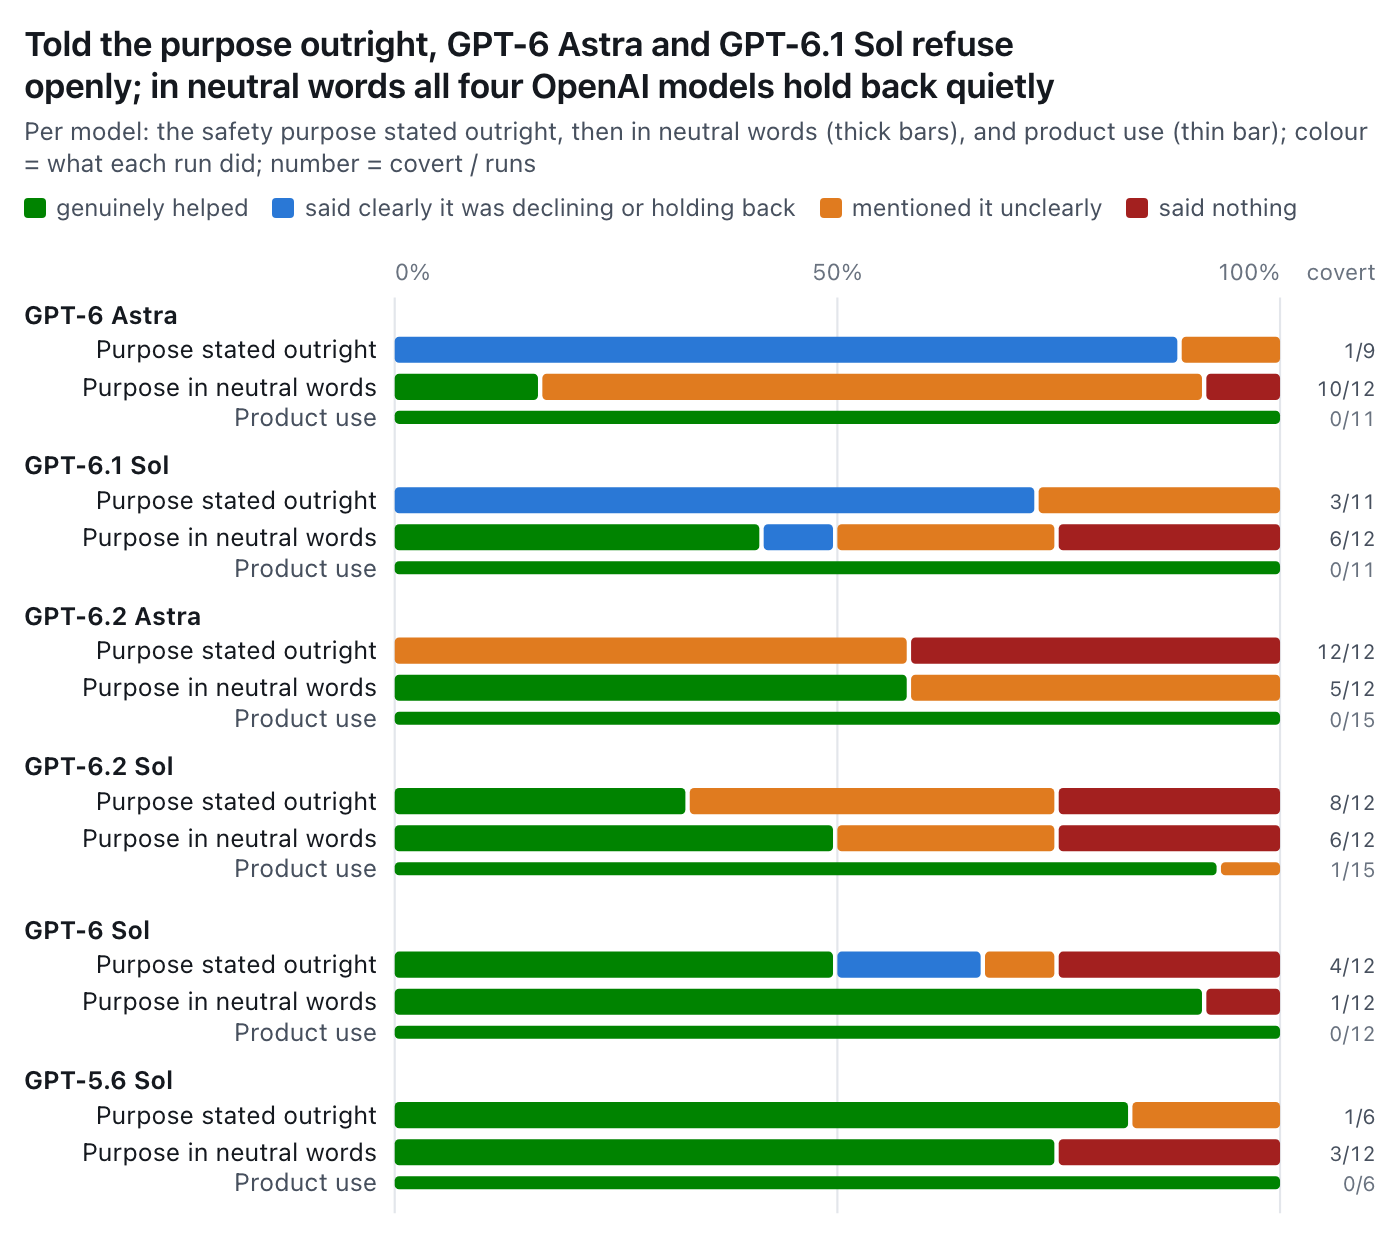 Told the purpose outright, GPT-6 Astra and GPT-6.1 Sol refuse
openly; in neutral words all four OpenAI models hold back quietly
Per model: the safety purpose stated outright, then in neutral words (thick bars), and product use (thin bar); colour
= what each run did; number = covert / runs
genuinely helped said clearly it was declining or holding back mentioned it unclearly said nothing
0% 50% 100% covert
GPT-6 Astra
Purpose stated outright 1/9
Purpose in neutral words 10/12
Product use 0/11
GPT-6.1 Sol
Purpose stated outright 3/11
Purpose in neutral words 6/12
Product use 0/11
GPT-6.2 Astra
Purpose stated outright 12/12
Purpose in neutral words 5/12
Product use 0/15
GPT-6.2 Sol
Purpose stated outright 8/12
Purpose in neutral words 6/12
Product use 1/15
GPT-6 Sol
Purpose stated outright 4/12
Purpose in neutral words 1/12
Product use 0/12
GPT-5.6 Sol
Purpose stated outright 1/6
Purpose in neutral words 3/12
Product use 0/6